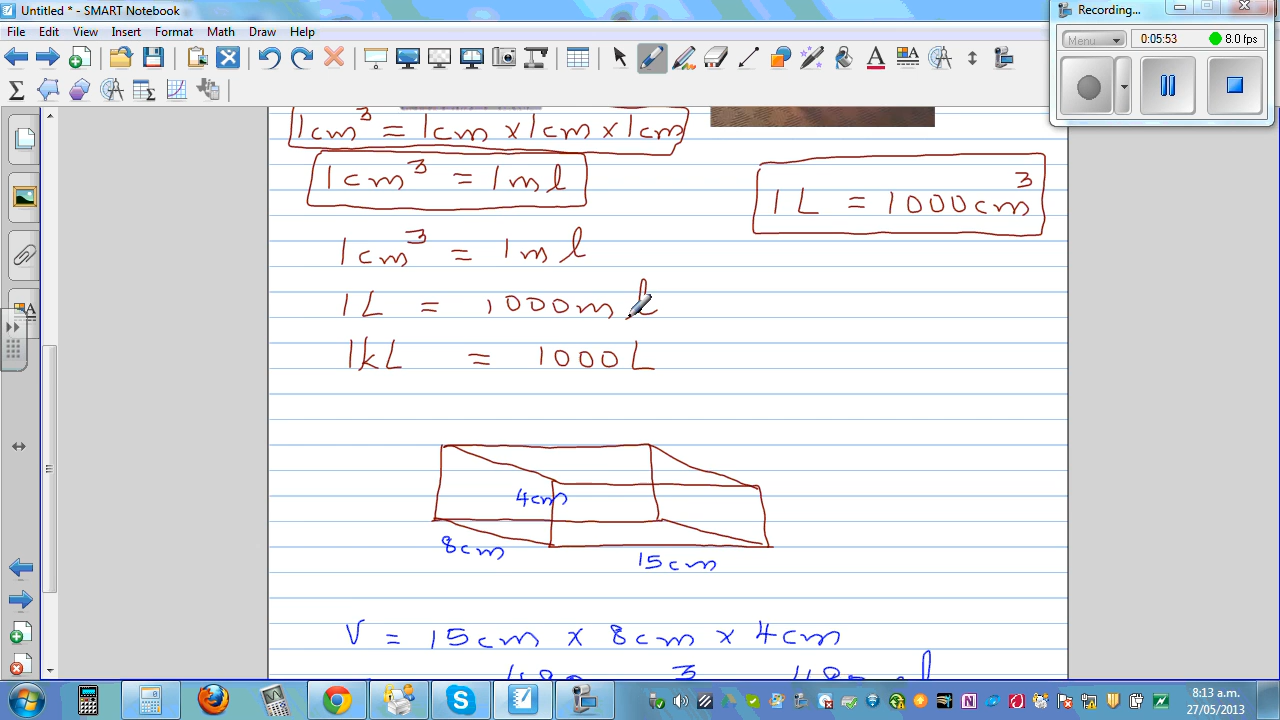 Untitled * - SMART Notebook
Recording...
File Edit View Insert Format Math Draw Help
Menu
0:05:53
8.0 fps
1cm³ = 1cm x 1cm x 1cm
1cm³ = 1ml
1L = 1000cm³
1cm³ = 1ml
1L = 1000ml
1kL = 1000L
4cm
8cm
15cm
V = 15cm x 8cm x 4cm
8:13 a.m.
27/05/2013